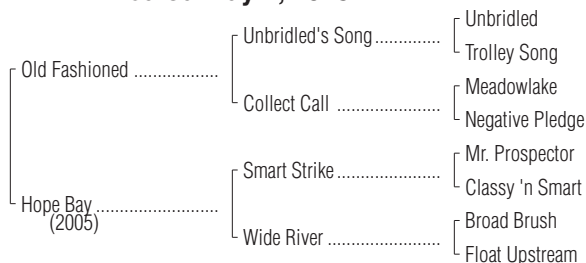 Unbridled
Unbridled's Song
Trolley Song
Old Fashioned
Meadowlake
Collect Call
Negative Pledge
Mr. Prospector
Smart Strike
Classy 'n Smart
Hope Bay
(2005)
Broad Brush
Wide River
Float Upstream